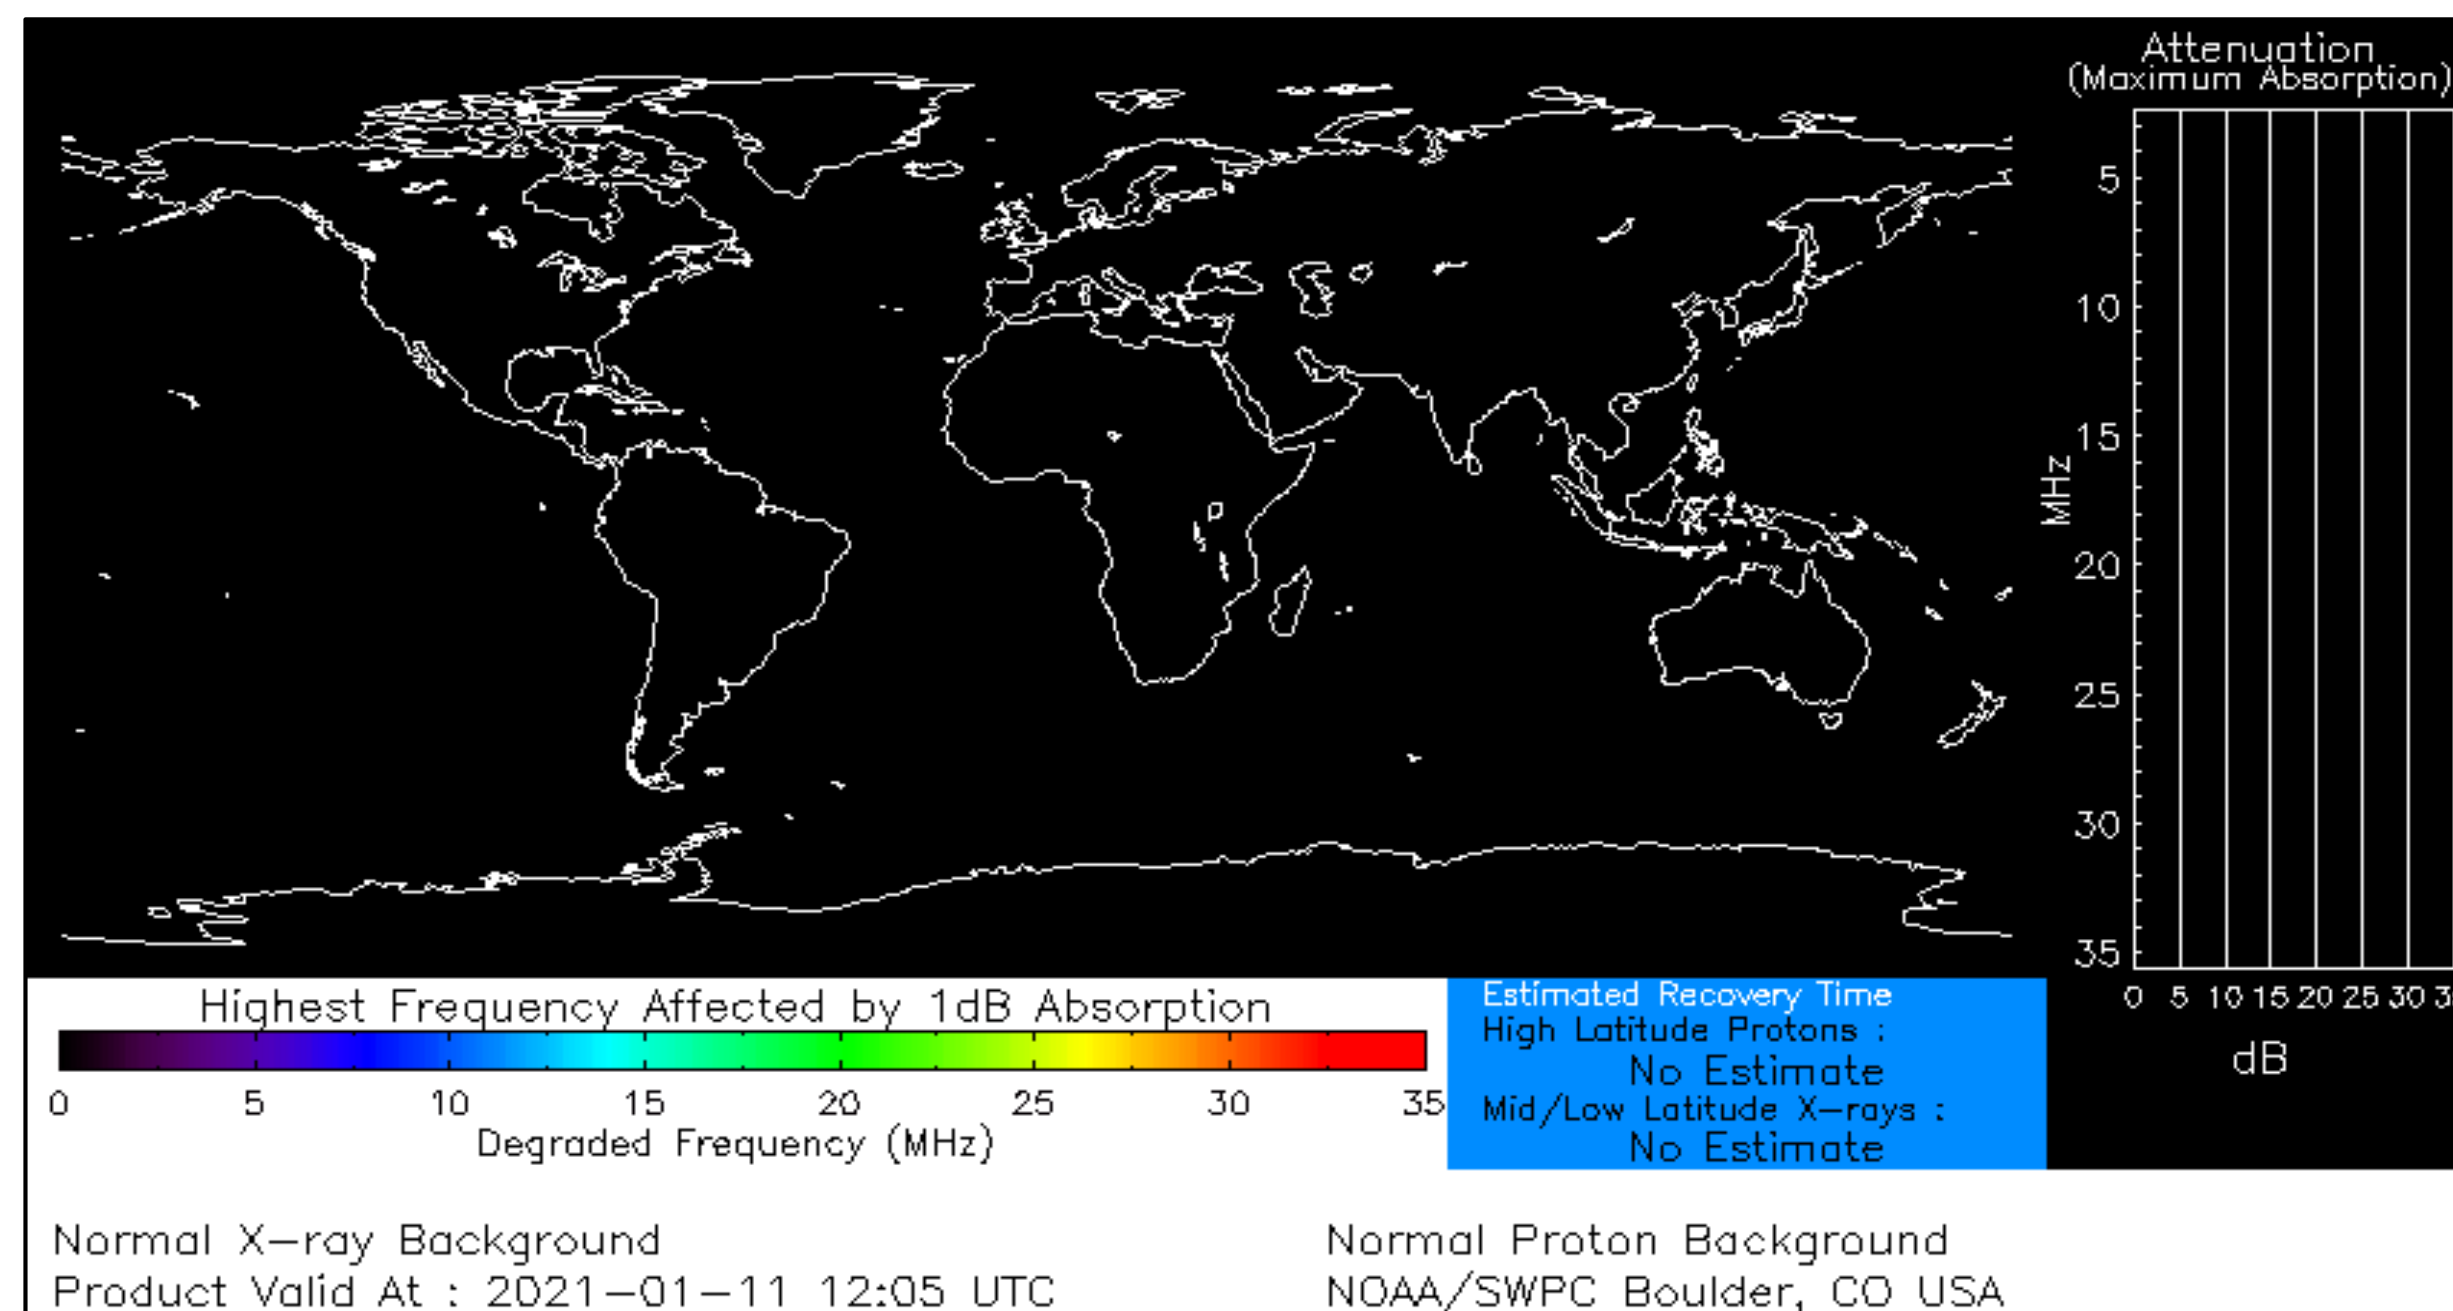 Attenuation
(Maximum Absorption)
5
10
15
20
25
30
35
MHz
0 5 10 15 20 25 30
dB
Highest Frequency Affected by 1dB Absorption
0 5 10 15 20 25 30 35
Degraded Frequency (MHz)
Estimated Recovery Time
High Latitude Protons :
No Estimate
Mid/Low Latitude X-rays :
No Estimate
Normal X-ray Background
Normal Proton Background
Product Valid At : 2021-01-11 12:05 UTC
NOAA/SWPC Boulder, CO USA